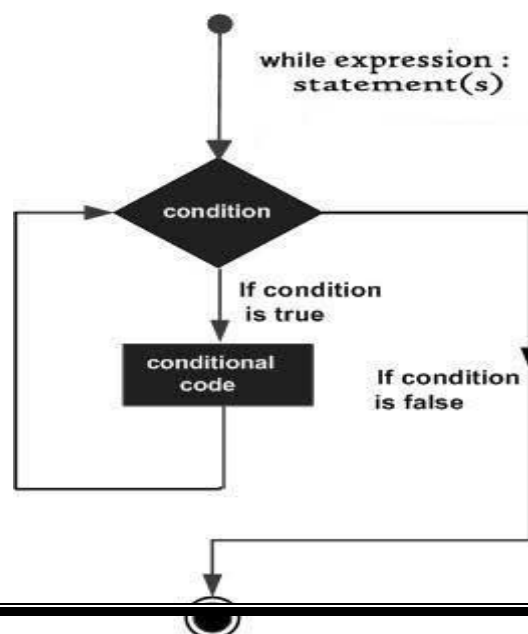 while expression :
statement(s)
condition
If condition
is true
conditional
code
If condition
is false